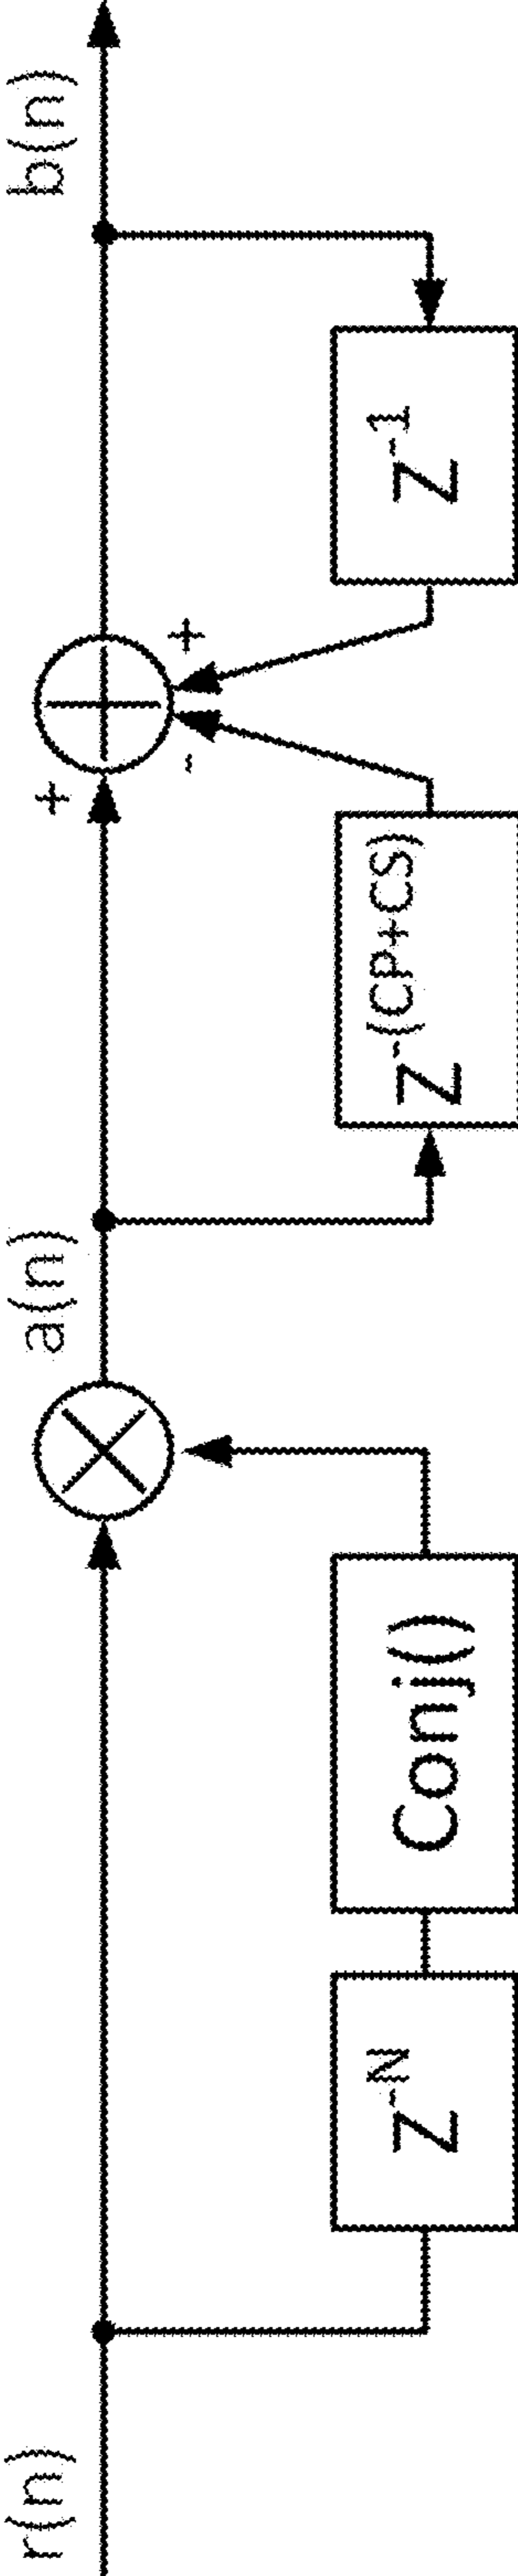 r(n)
z-N
Conj()
a(n)
z-(CP+CS)
+
-
+
z-1
b(n)